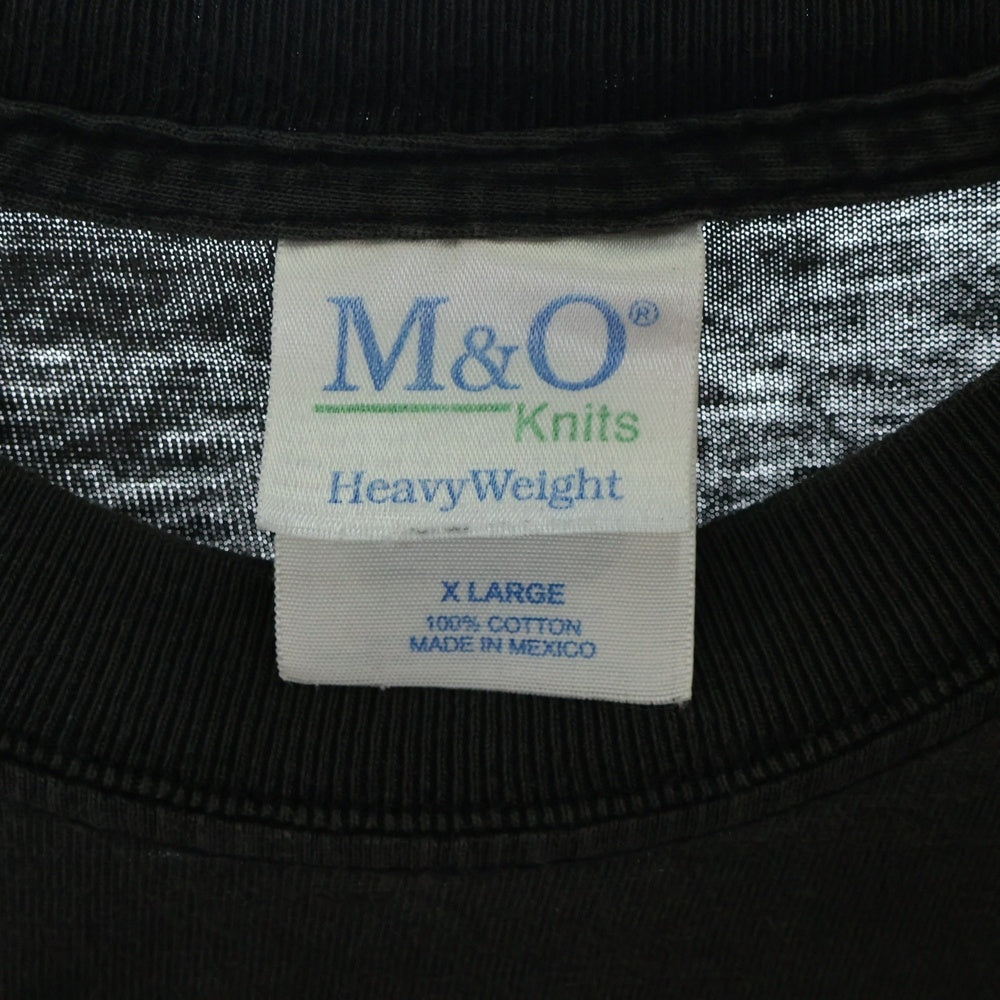 M&O®
Knits
HeavyWeight
X LARGE
100% COTTON
MADE IN MEXICO